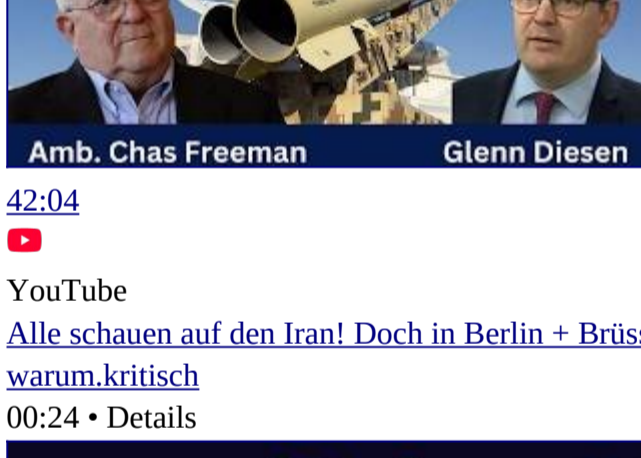 Amb. Chas Freeman Glenn Diesen
42:04
YouTube
Alle schauen auf den Iran! Doch in Berlin + Brüs
warum.kritisch
00:24 • Details